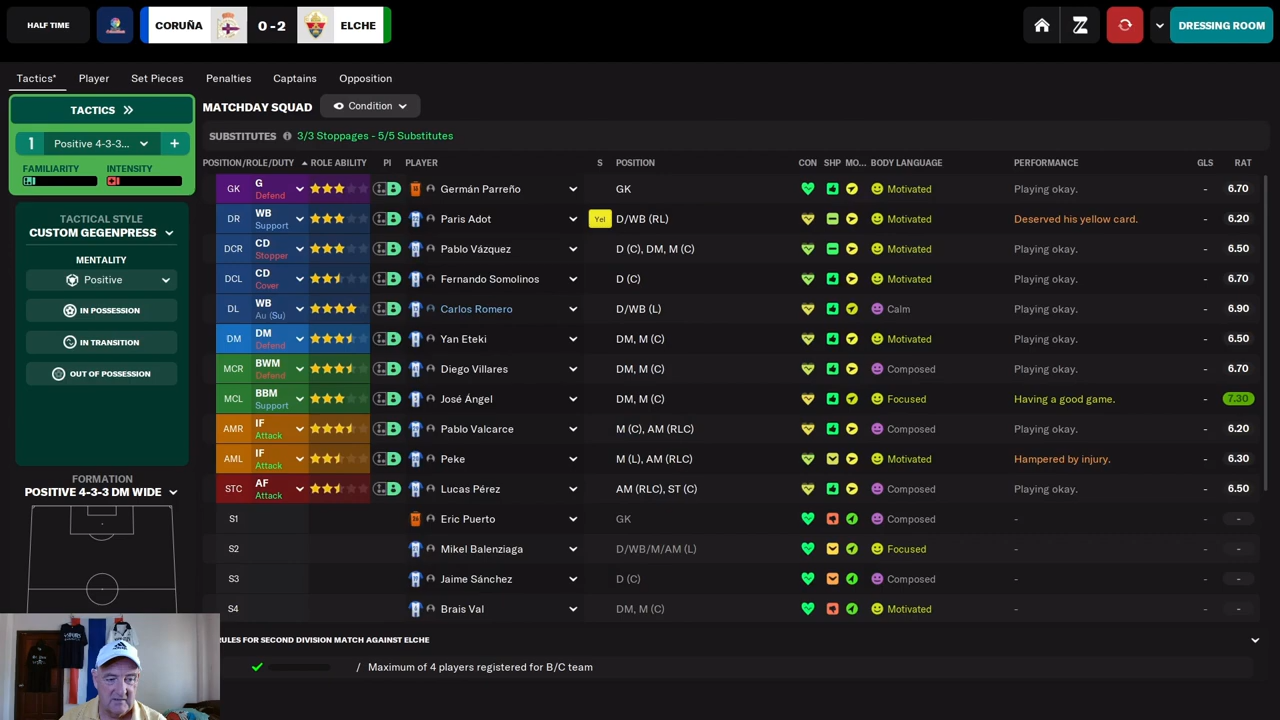 HALF TIME
CORUÑA 0 - 2 ELCHE
DRESSING ROOM
Tactics* Player Set Pieces Penalties Captains Opposition
TACTICS
1 Positive 4-3-3...
FAMILIARITY INTENSITY
TACTICAL STYLE
CUSTOM GEGENPRESS
MENTALITY
Positive
IN POSSESSION
IN TRANSITION
OUT OF POSSESSION
FORMATION
POSITIVE 4-3-3 DM WIDE
MATCHDAY SQUAD Condition
SUBSTITUTES 3/3 Stoppages - 5/5 Substitutes
POSITION/ROLE/DUTY ROLE ABILITY PI PLAYER S POSITION CON SHP MO... BODY LANGUAGE PERFORMANCE GLS RAT
GK G Defend Germán Parreño GK Motivated Playing okay. - 6.70
DR WB Support Paris Adot Yel D/WB (RL) Motivated Deserved his yellow card. - 6.20
DCR CD Stopper Pablo Vázquez D (C), DM, M (C) Motivated Playing okay. - 6.50
DCL CD Cover Fernando Somolinos D (C) Motivated Playing okay. - 6.70
DL WB Au (Su) Carlos Romero D/WB (L) Calm Playing okay. - 6.90
DM DM Defend Yan Eteki DM, M (C) Motivated Playing okay. - 6.50
MCR BWM Defend Diego Villares DM, M (C) Composed Playing okay. - 6.70
MCL BBM Support José Ángel DM, M (C) Focused Having a good game. - 7.30
AMR IF Attack Pablo Valcarce M (C), AM (RLC) Composed Playing okay. - 6.20
AML IF Attack Peke M (L), AM (RLC) Motivated Hampered by injury. - 6.30
STC AF Attack Lucas Pérez AM (RLC), ST (C) Composed Playing okay. - 6.50
S1 Eric Puerto GK Composed - - -
S2 Mikel Balenziaga D/WB/M/AM (L) Focused - - -
S3 Jaime Sánchez D (C) Composed - - -
S4 Brais Val DM, M (C) Motivated - - -
RULES FOR SECOND DIVISION MATCH AGAINST ELCHE
/ Maximum of 4 players registered for B/C team